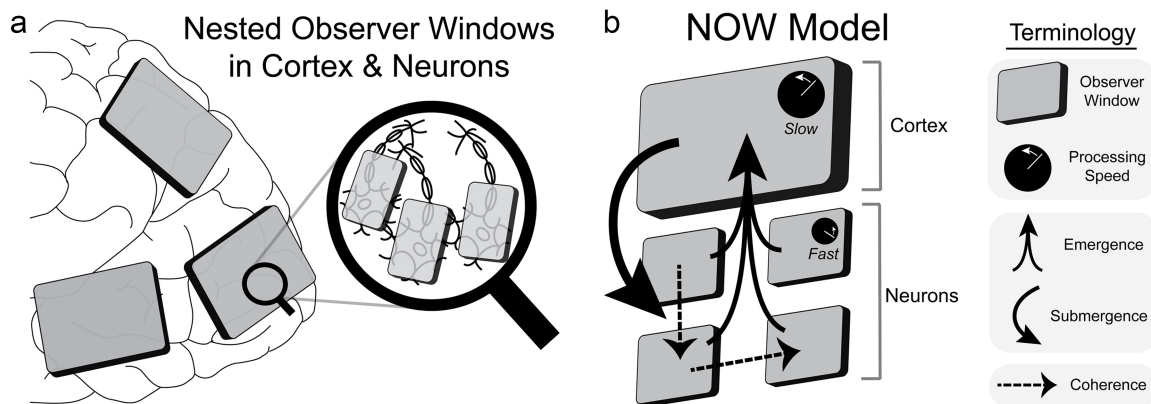 a
Nested Observer Windows
in Cortex & Neurons
b
NOW Model
Slow
Cortex
Fast
Neurons
Terminology
Observer
Window
Processing
Speed
Emergence
Submergence
Coherence